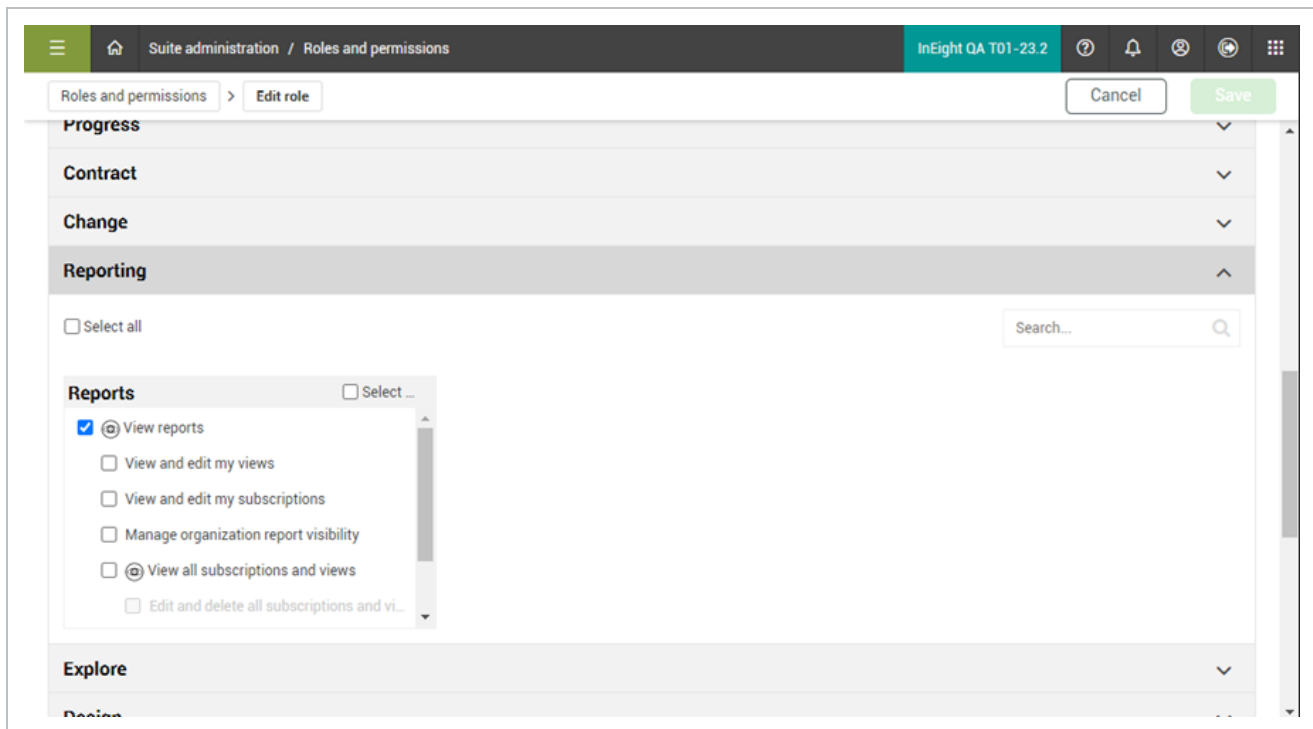 Suite administration / Roles and permissions
InEight QA T01-23.2
Roles and permissions > Edit role
Cancel
Save
Progress
Contract
Change
Reporting
Select all
Search...
Reports
Select ...
View reports
View and edit my views
View and edit my subscriptions
Manage organization report visibility
View all subscriptions and views
Edit and delete all subscriptions and vi...
Explore
Design